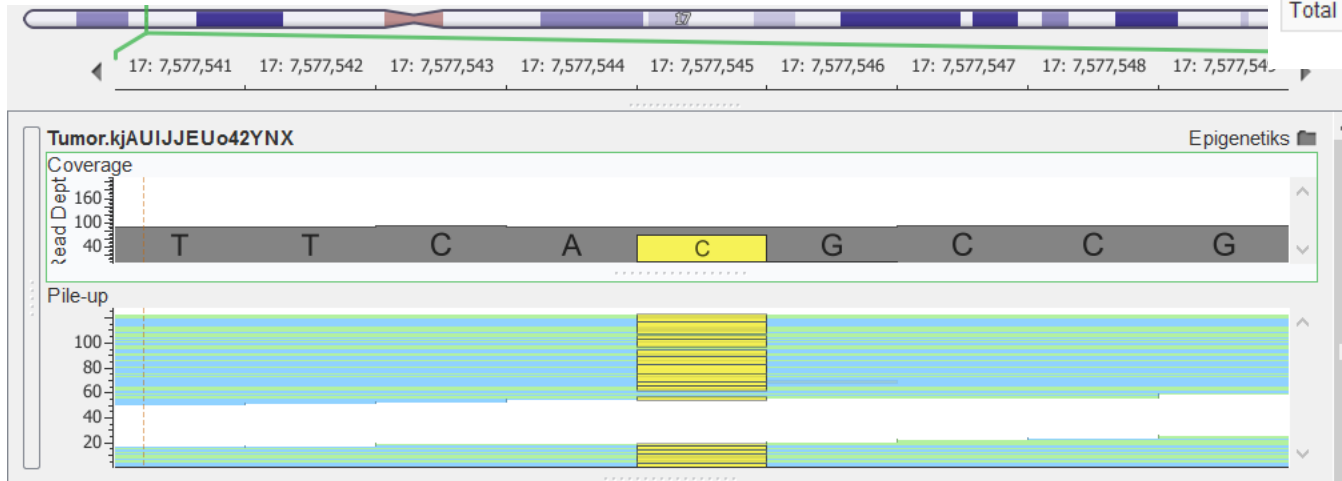 17
Total
17: 7,577,541 17: 7,577,542 17: 7,577,543 17: 7,577,544 17: 7,577,545 17: 7,577,546 17: 7,577,547 17: 7,577,548
Tumor.kjAUIJJEUo42YNX Epigenetiks
Coverage
Read Dept
160
100
40
T T C A C G C C G
Pile-up
100
80
60
40
20